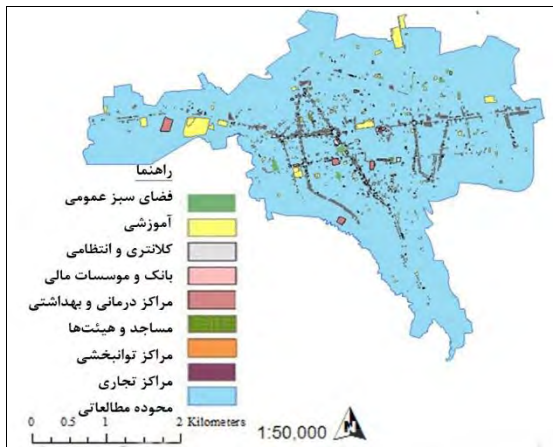 راهنما
فضای سبز عمومی
آموزشی
کلانتری و انتظامی
بانک و موسسات مالی
مراکز درمانی و بهداشتی
مساجد و هیئت‌ها
مراکز توانبخشی
مراکز تجاری
محوده مطالعاتی
Kilometers
0 0.5 1 2
1:50,000
N